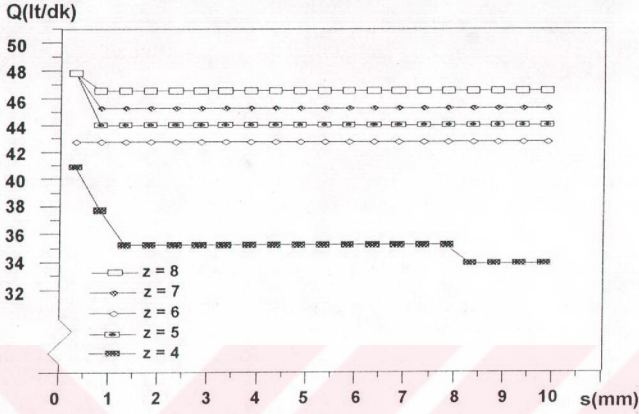 Q(lt/dk)
50
48
46
44
42
40
38
36
34
32
z = 8
z = 7
z = 6
z = 5
z = 4
0 1 2 3 4 5 6 7 8 9 10 s(mm)